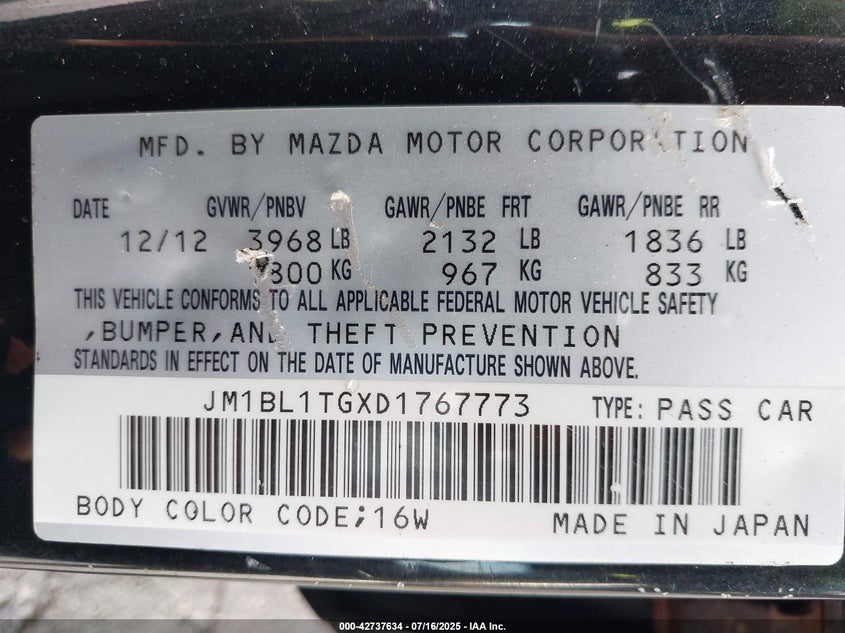 MFD. BY MAZDA MOTOR CORPORATION
DATE GVWR/PNBV GAWR/PNBE FRT GAWR/PNBE RR
12/12 3968 LB 2132 LB 1836 LB
1800 KG 967 KG 833 KG
THIS VEHICLE CONFORMS TO ALL APPLICABLE FEDERAL MOTOR VEHICLE SAFETY
,BUMPER,AND THEFT PREVENTION
STANDARDS IN EFFECT ON THE DATE OF MANUFACTURE SHOWN ABOVE.
JM1BL1TGXD1767773 TYPE: PASS CAR
BODY COLOR CODE;16W MADE IN JAPAN
000-42737634 / 07/16/2025 - IAA Inc.